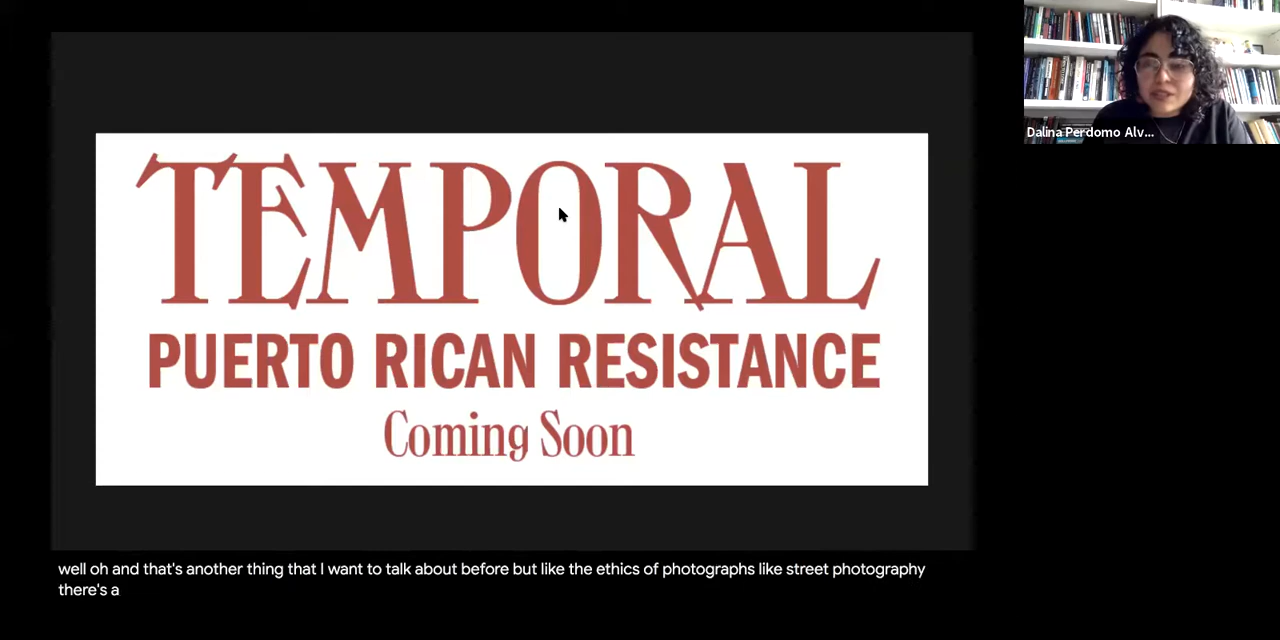 TEMPORAL
PUERTO RICAN RESISTANCE
Coming Soon
Dalina Perdomo Alv...
well oh and that's another thing that I want to talk about before but like the ethics of photographs like street photography
there's a